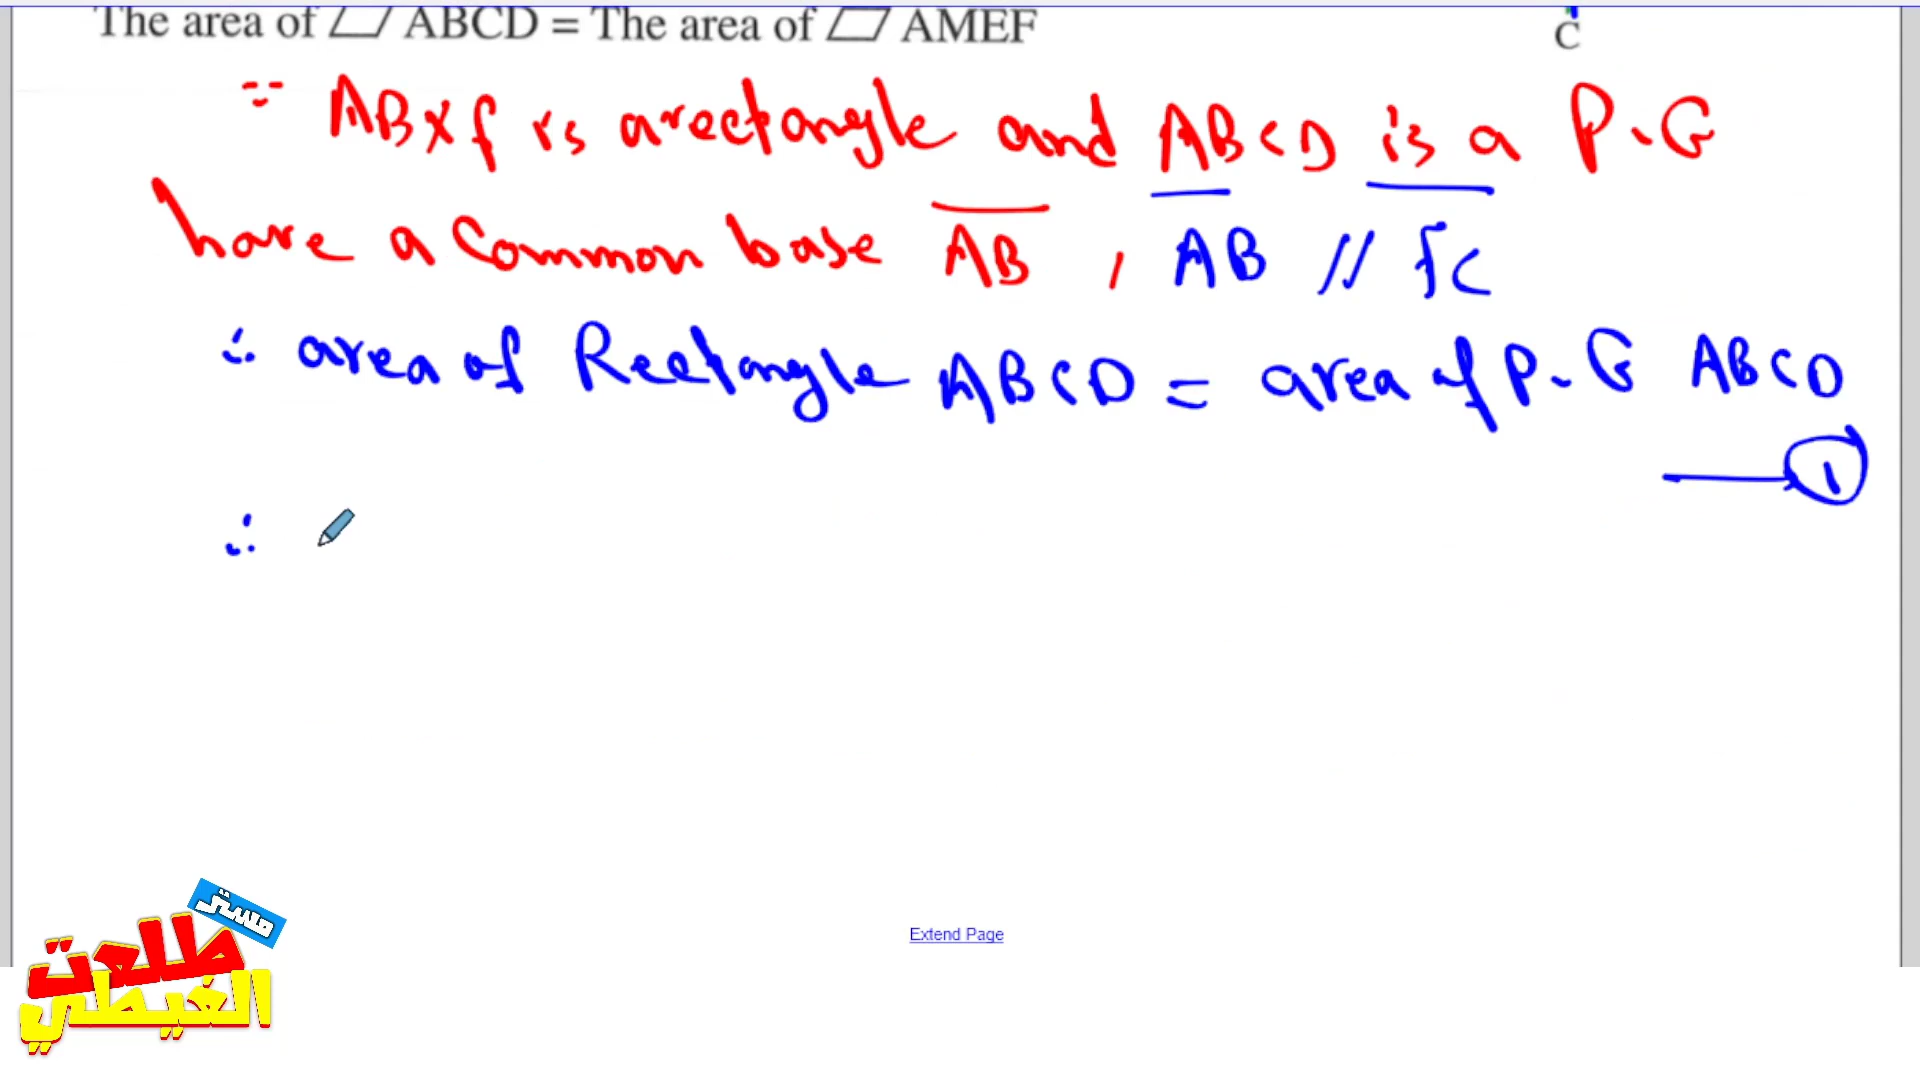 The area of ▱ ABCD = The area of ▱ AMEF
C
∵ ABXf is a rectangle and ABCD is a P.G
have a common base AB , AB // fC
∴ area of Rectangle ABCD = area of P.G ABCD
1
∴
Extend Page
مستر
طلعت
الغيطي